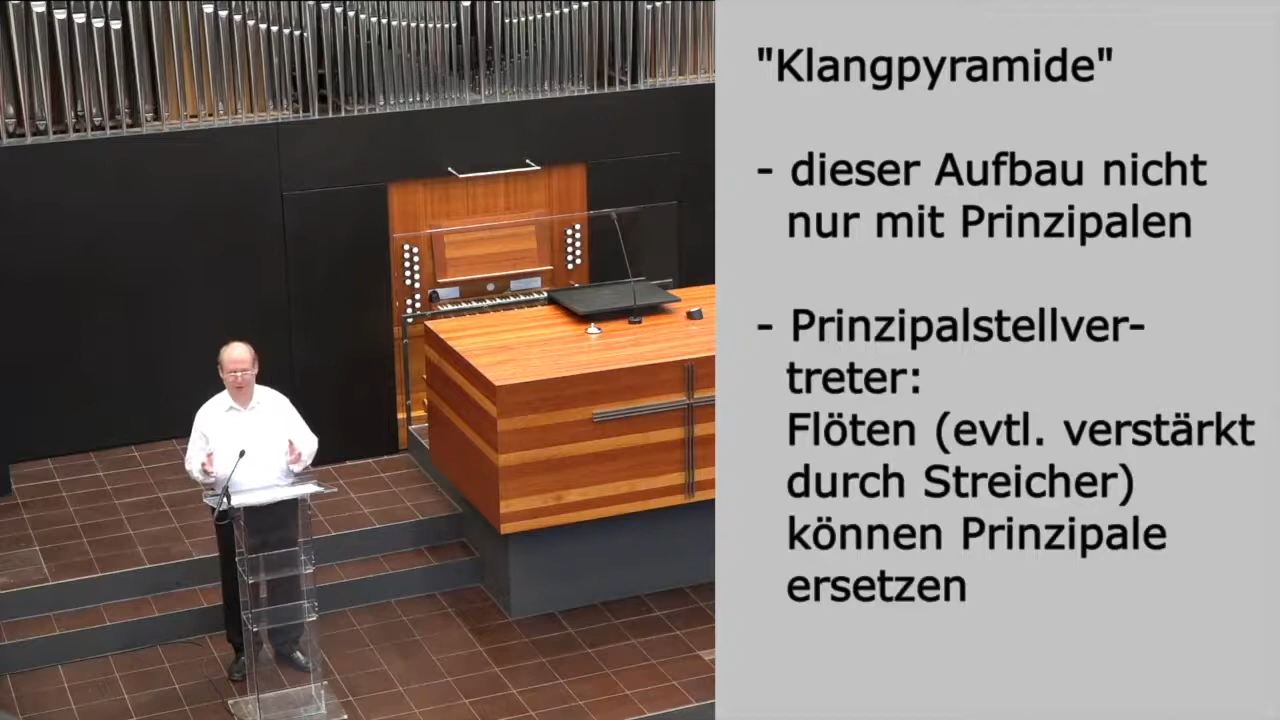 "Klangpyramide"
- dieser Aufbau nicht
nur mit Prinzipalen
- Prinzipalstellver-
treter:
Flöten (evtl. verstärkt
durch Streicher)
können Prinzipale
ersetzen